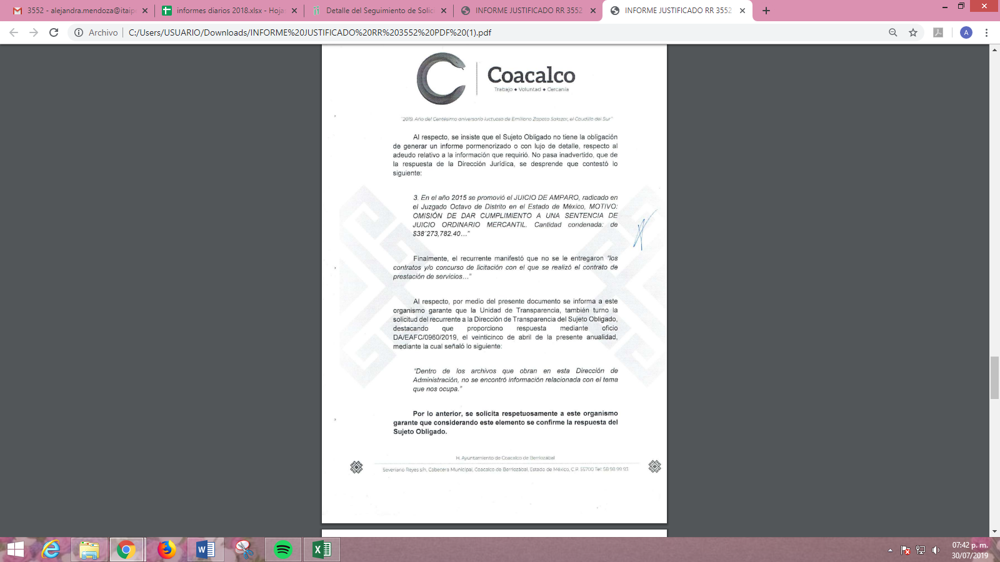 3552 - alejandra.mendoza@itaip
informes diarios 2018.xlsx - Hoja
Detalle del Seguimiento de Solic
INFORME JUSTIFICADO RR 3552
INFORME JUSTIFICADO RR 3552
Archivo
C:/Users/USUARIO/Downloads/INFORME%20JUSTIFICADO%20RR%203552%20PDF%20(1).pdf
A
Coacalco
Trabajo ♦ Voluntad ♦ Cercanía
"2019. Año del Centésimo aniversario luctuoso de Emiliano Zapata Salazar, el Caudillo del Sur"
Al respecto, se insiste que el Sujeto Obligado no tiene la obligación
de generar un informe pormenorizado o con lujo de detalle, respecto al
adeudo relativo a la información que requirió. No pasa inadvertido, que de
la respuesta de la Dirección Jurídica, se desprende que contestó lo
siguiente:
3. En el año 2015 se promovió el JUICIO DE AMPARO, radicado en
el Juzgado Octavo de Distrito en el Estado de México, MOTIVO:
OMISIÓN DE DAR CUMPLIMIENTO A UNA SENTENCIA DE
JUICIO ORDINARIO MERCANTIL. Cantidad condenada: de
$38´273,782.40…"
Finalmente, el recurrente manifestó que no se le entregaron "los
contratos y/o concurso de licitación con el que se realizó el contrato de
prestación de servicios…"
Al respecto, por medio del presente documento se informa a este
organismo garante que la Unidad de Transparencia, tambièn turno la
solicitud del recurrente a la Dirección de Transparencia del Sujeto Obligado,
destacando que proporciono respuesta mediante oficio
DA/EAFC/0960/2019, el veinticinco de abril de la presente anualidad,
mediante la cual señaló lo siguiente:
"Dentro de los archivos que obran en esta Dirección de
Administración, no se encontró información relacionada con el tema
que nos ocupa."
Por lo anterior, se solicita respetuosamente a este organismo
garante que considerando este elemento se confirme la respuesta del
Sujeto Obligado.
H. Ayuntamiento de Coacalco de Berriozábal
Severiano Reyes s/n, Cabecera Municipal, Coacalco de Berriozábal, Estado de México, C.P. 55700 Tel: 58 98 99 93
07:42 p. m.
30/07/2019